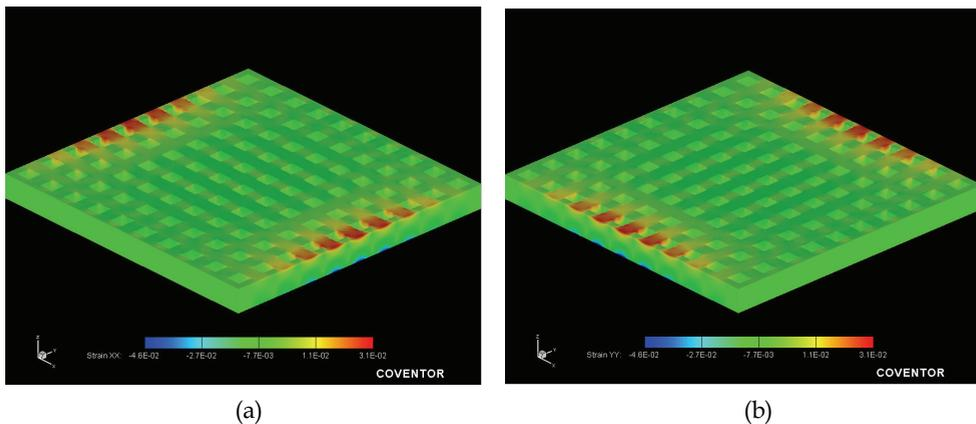 Z
Y
X
Strain XX: -4.6E-02 -2.7E-02 -7.7E-03 1.1E-02 3.1E-02
COVENTOR
(a)
Z
Y
X
Strain YY: -4.6E-02 -2.7E-02 -7.7E-03 1.1E-02 3.1E-02
COVENTOR
(b)